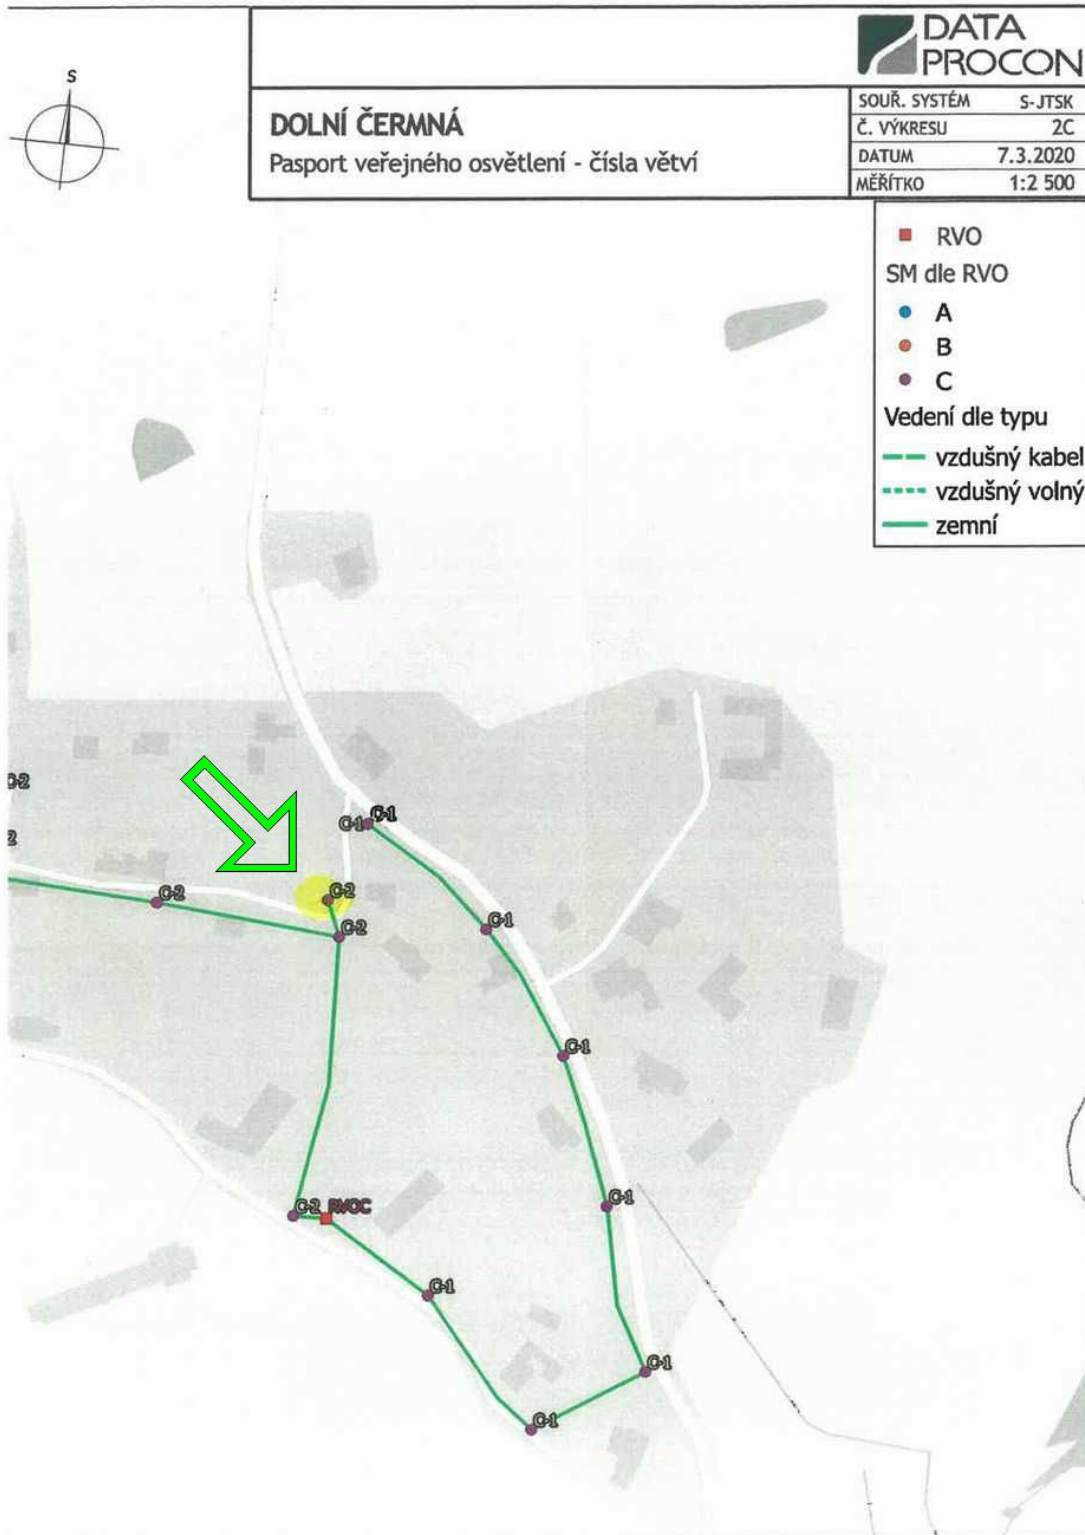 DATA
PROCON
S
DOLNÍ ČERMNÁ
Pasport veřejného osvětlení - čísla větví
SOUŘ. SYSTÉM S-JTSK
Č. VÝKRESU 2C
DATUM 7.3.2020
MĚŘÍTKO 1:2 500
RVO
SM dle RVO
A
B
C
Vedení dle typu
vzdušný kabel
vzdušný volný
zemní
C-2
C-1
C-1
C-2
C-2
C-2
C-1
C-1
C-1
C-2 RVOC
C-1
C-1
C-1